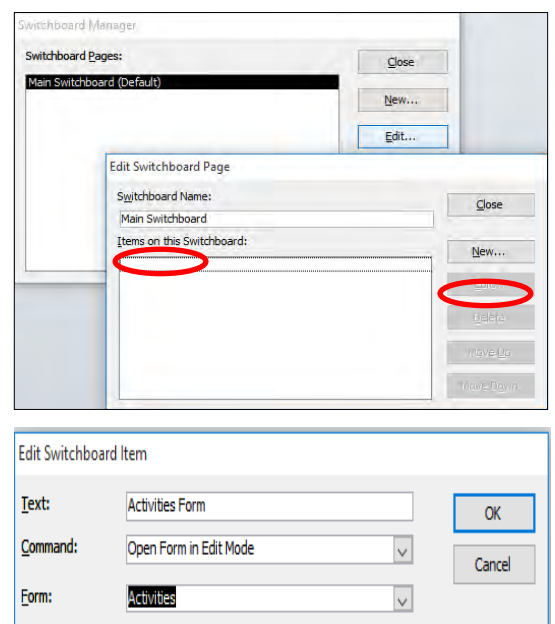 Switchboard Manager
Switchboard Pages:
Close
Main Switchboard (Default)
New...
Edit...
Edit Switchboard Page
Switchboard Name:
Close
Main Switchboard
Items on this Switchboard:
New...
Delete
Move Up
Move Down
Edit Switchboard Item
Text:
Activities Form
OK
Command:
Open Form in Edit Mode
Cancel
Form:
Activities